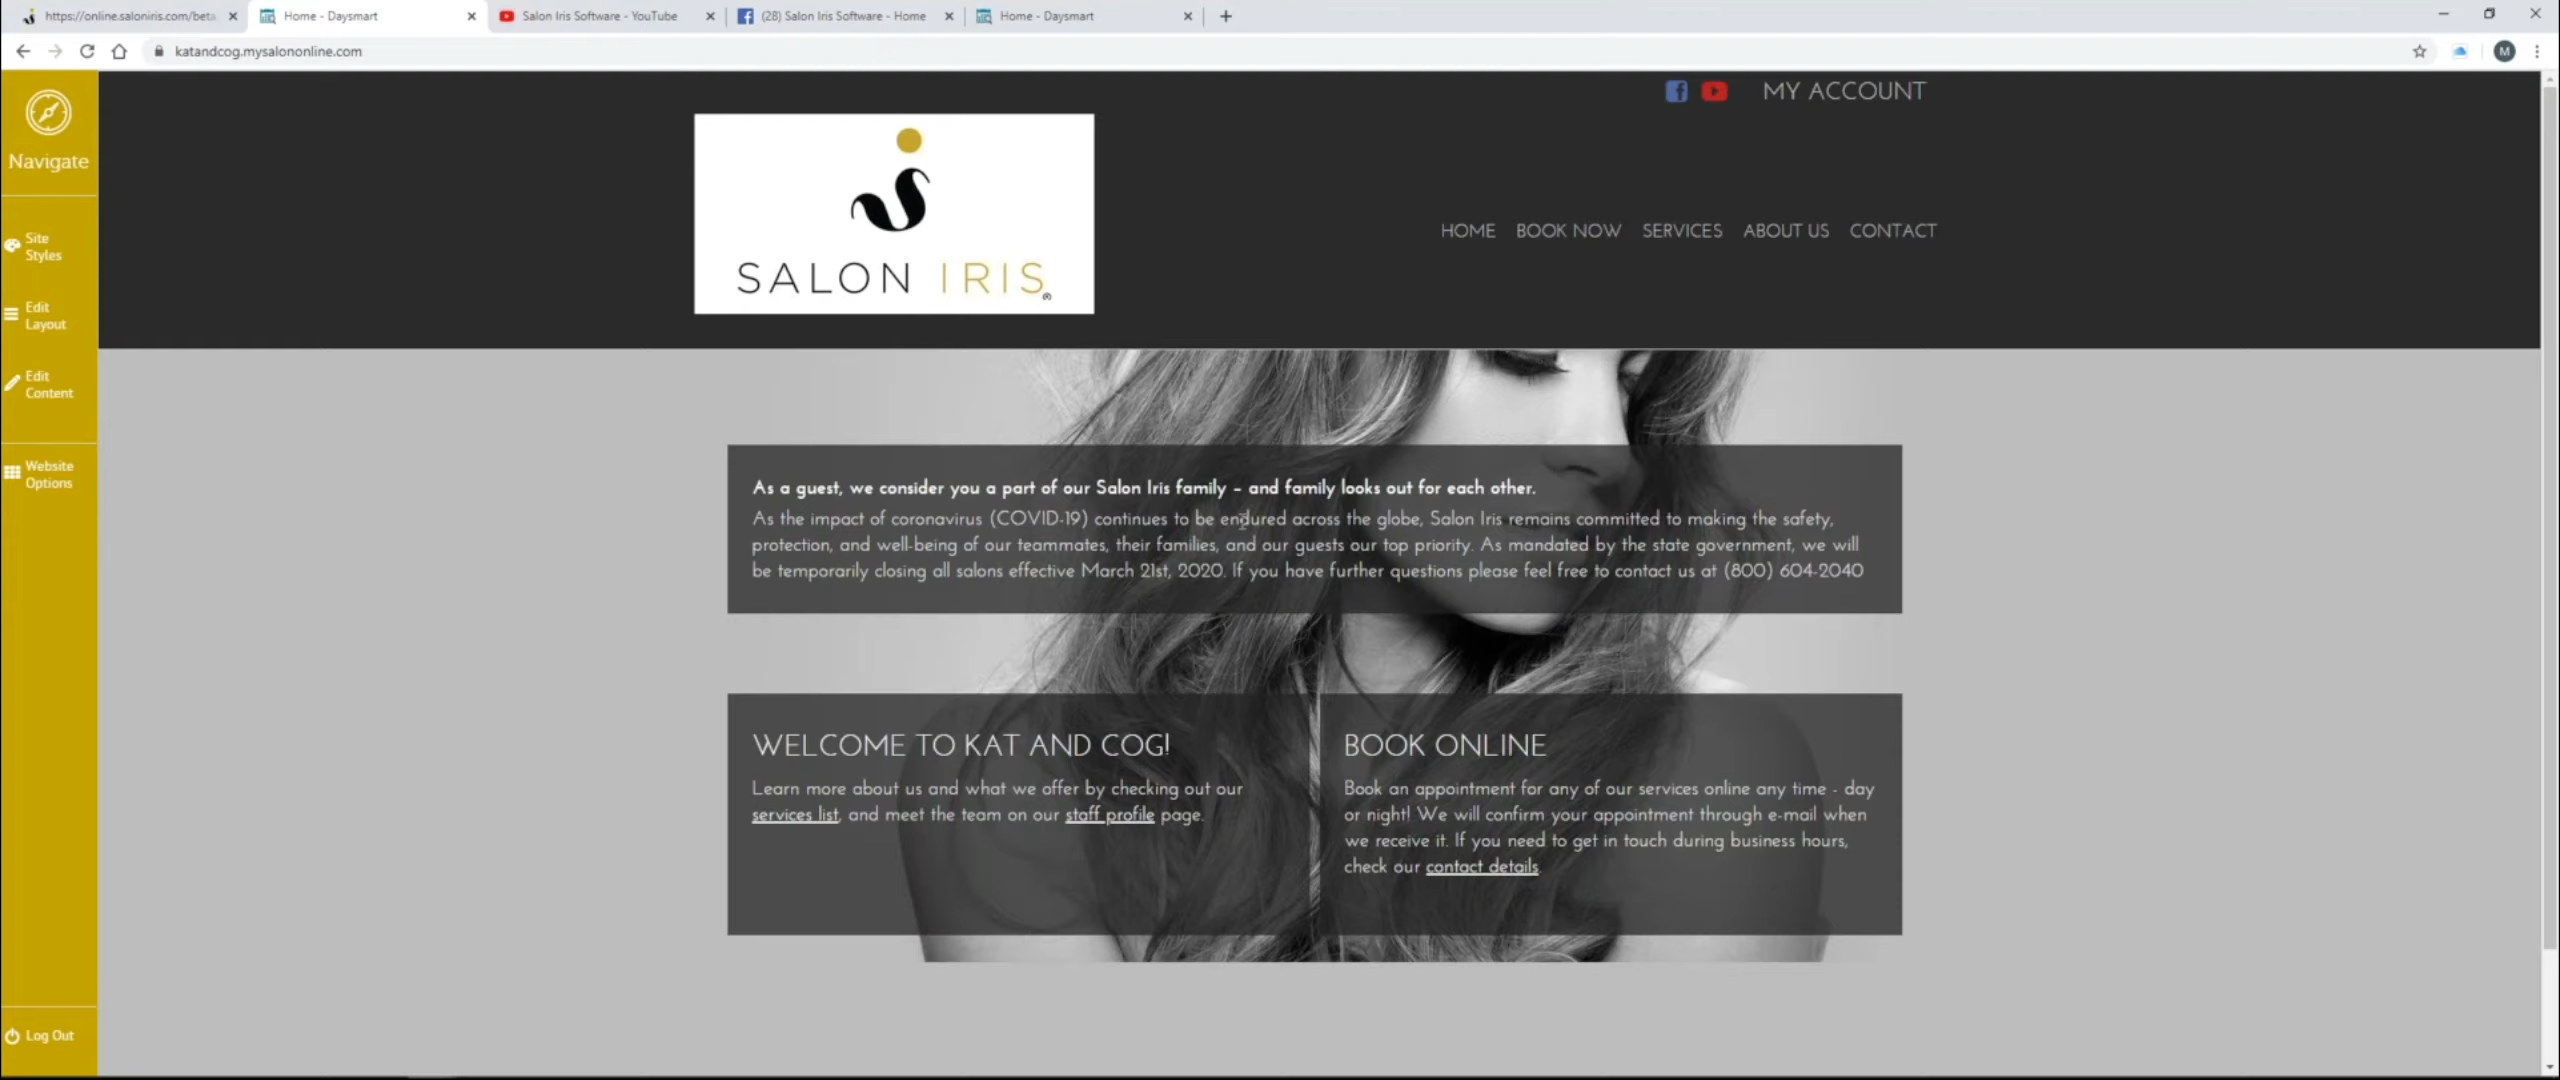 https://online.saloniris.com/beta
Home - Daysmart
Salon Iris Software - YouTube
(28) Salon Iris Software - Home
Home - Daysmart
katandcog.mysalononline.com
M
Navigate
Site
Styles
Edit
Layout
Edit
Content
Website
Options
Log Out
MY ACCOUNT
SALON IRIS®
HOME BOOK NOW SERVICES ABOUT US CONTACT
As a guest, we consider you a part of our Salon Iris family – and family looks out for each other.
As the impact of coronavirus (COVID-19) continues to be endured across the globe, Salon Iris remains committed to making the safety,
protection, and well-being of our teammates, their families, and our guests our top priority. As mandated by the state government, we will
be temporarily closing all salons effective March 21st, 2020. If you have further questions please feel free to contact us at (800) 604-2040
WELCOME TO KAT AND COG!
Learn more about us and what we offer by checking out our
services list, and meet the team on our staff profile page.
BOOK ONLINE
Book an appointment for any of our services online any time - day
or night! We will confirm your appointment through e-mail when
we receive it. If you need to get in touch during business hours,
check our contact details.